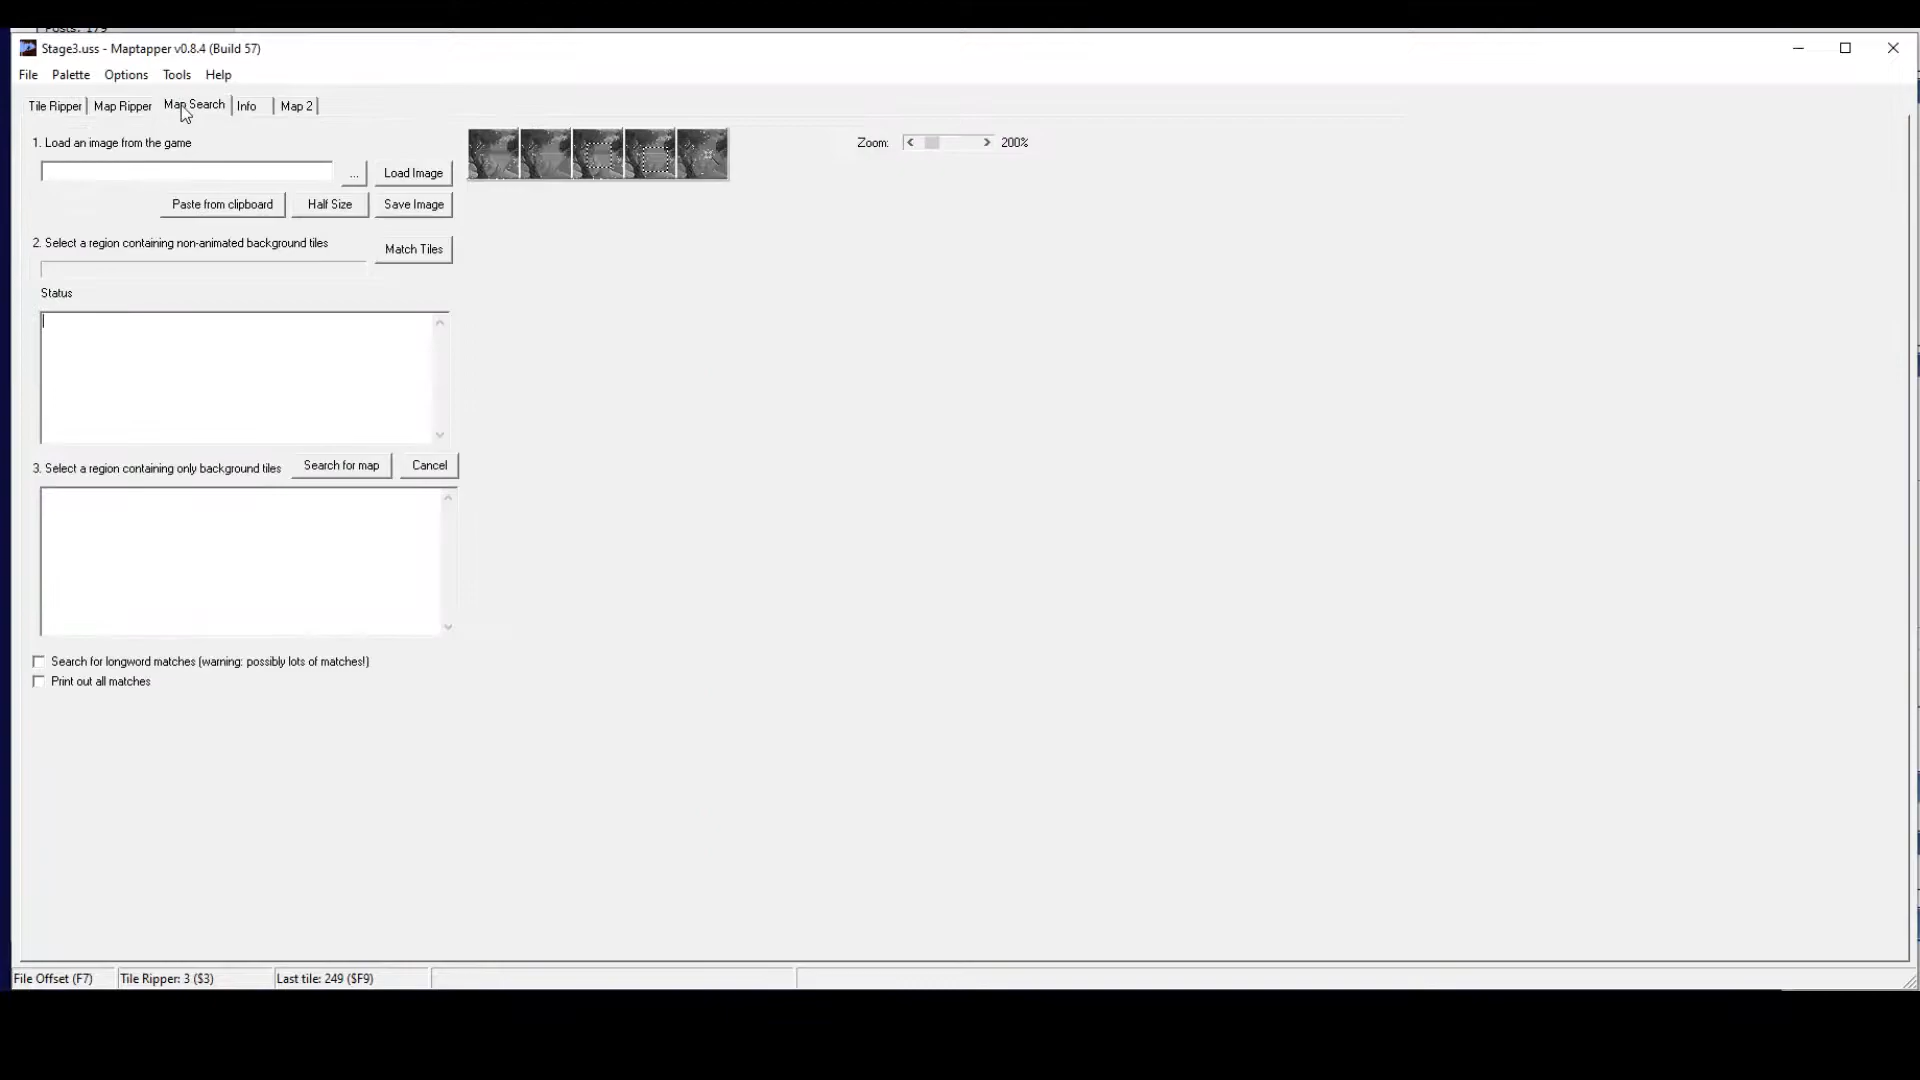 Posts: 179
Stage3.uss - Maptapper v0.8.4 (Build 57)
File Palette Options Tools Help
Tile Ripper Map Ripper Map Search Info Map 2
1. Load an image from the game
Zoom: 200%
... Load Image
Paste from clipboard Half Size Save Image
2. Select a region containing non-animated background tiles
Match Tiles
Status
3. Select a region containing only background tiles Search for map Cancel
Search for longword matches (warning: possibly lots of matches!)
Print out all matches
File Offset (F7) Tile Ripper: 3 ($3) Last tile: 249 ($F9)